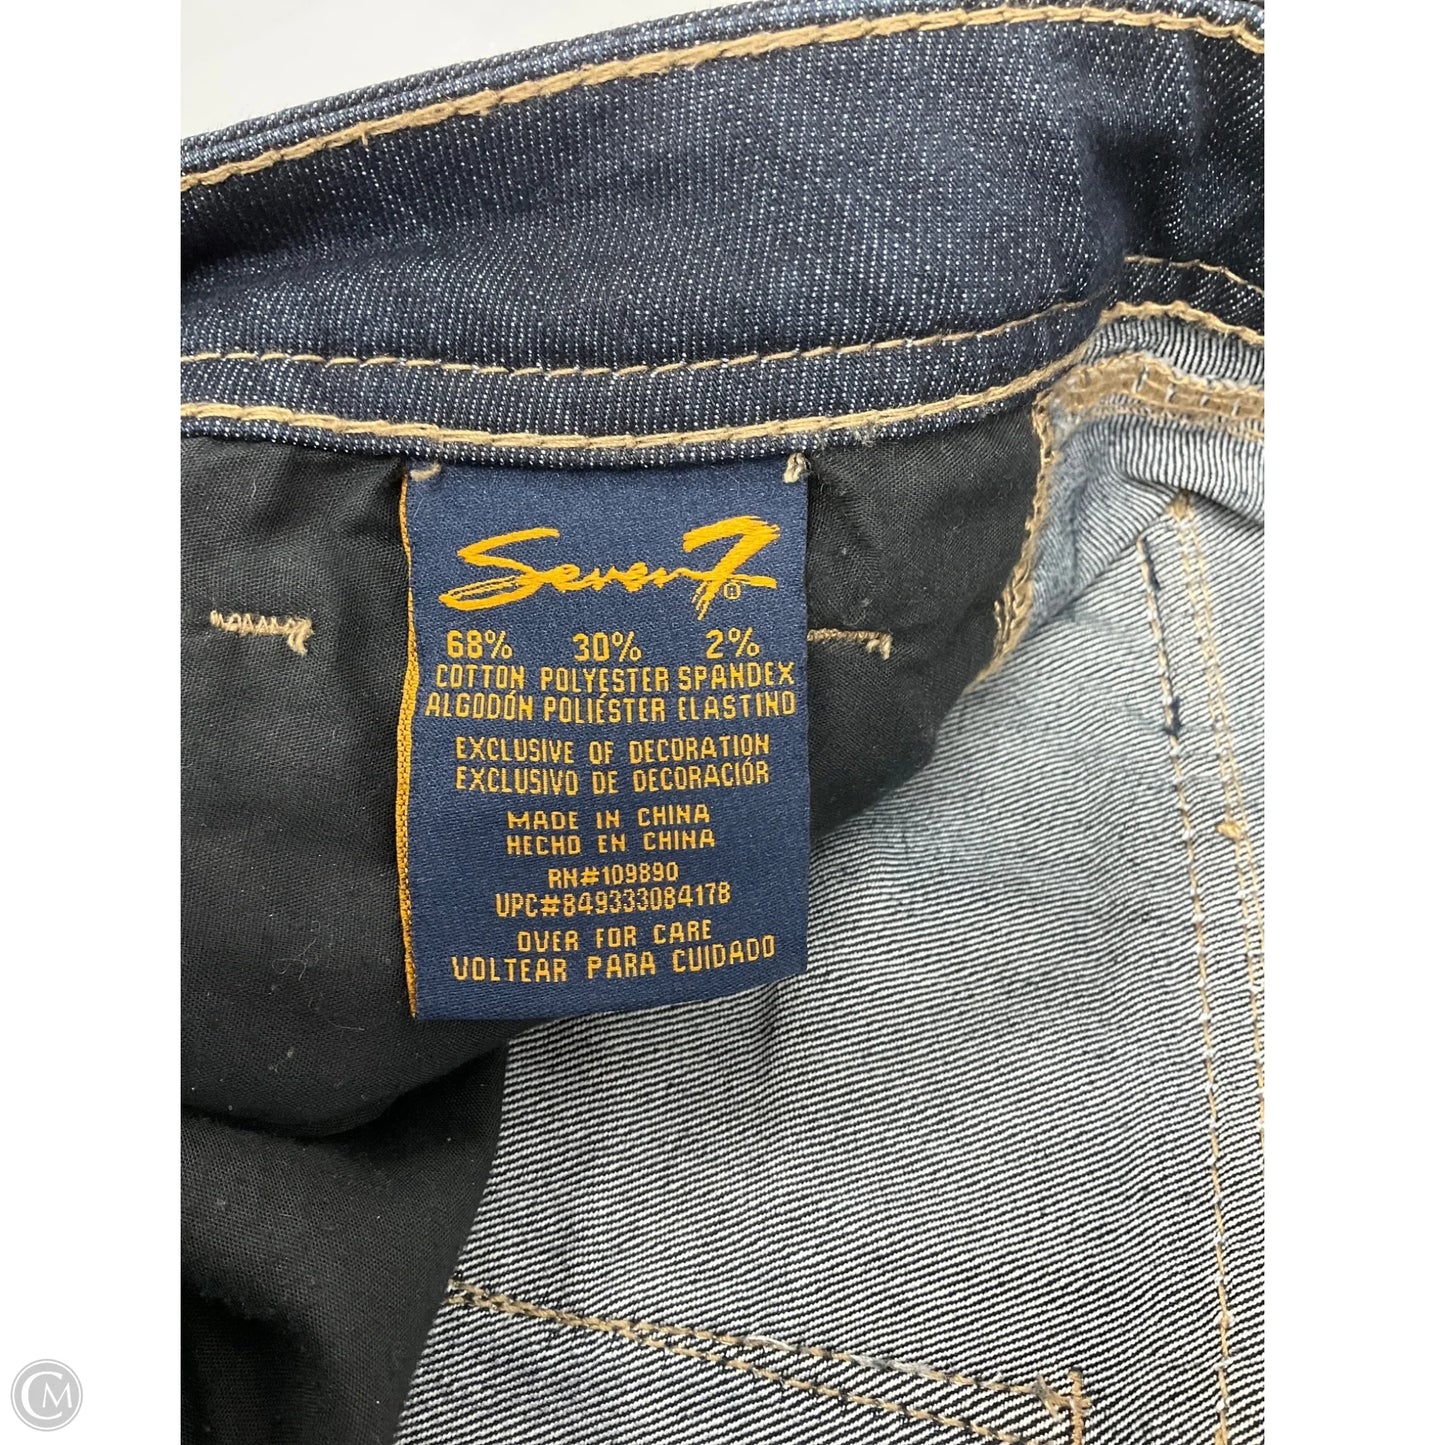 Seven7
68% 30% 2%
COTTON POLYESTER SPANDEX
ALGODÓN POLIÉSTER ELASTINO
EXCLUSIVE OF DECORATION
EXCLUSIVO DE DECORACIÓR
MADE IN CHINA
HECHO EN CHINA
RN#109890
UPC#849333084178
OVER FOR CARE
VOLTEAR PARA CUIDADO
CM